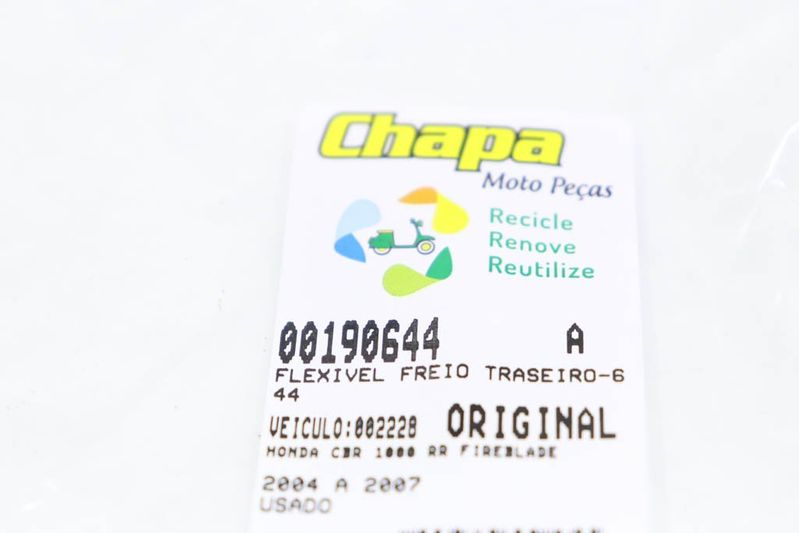 Chapa
Moto Peças
Recicle
Renove
Reutilize
00190644 A
FLEXIVEL FREIO TRASEIRO-6
44
VEICULO:002228 ORIGINAL
HONDA CBR 1000 RR FIREBLADE
2004 A 2007
USADO